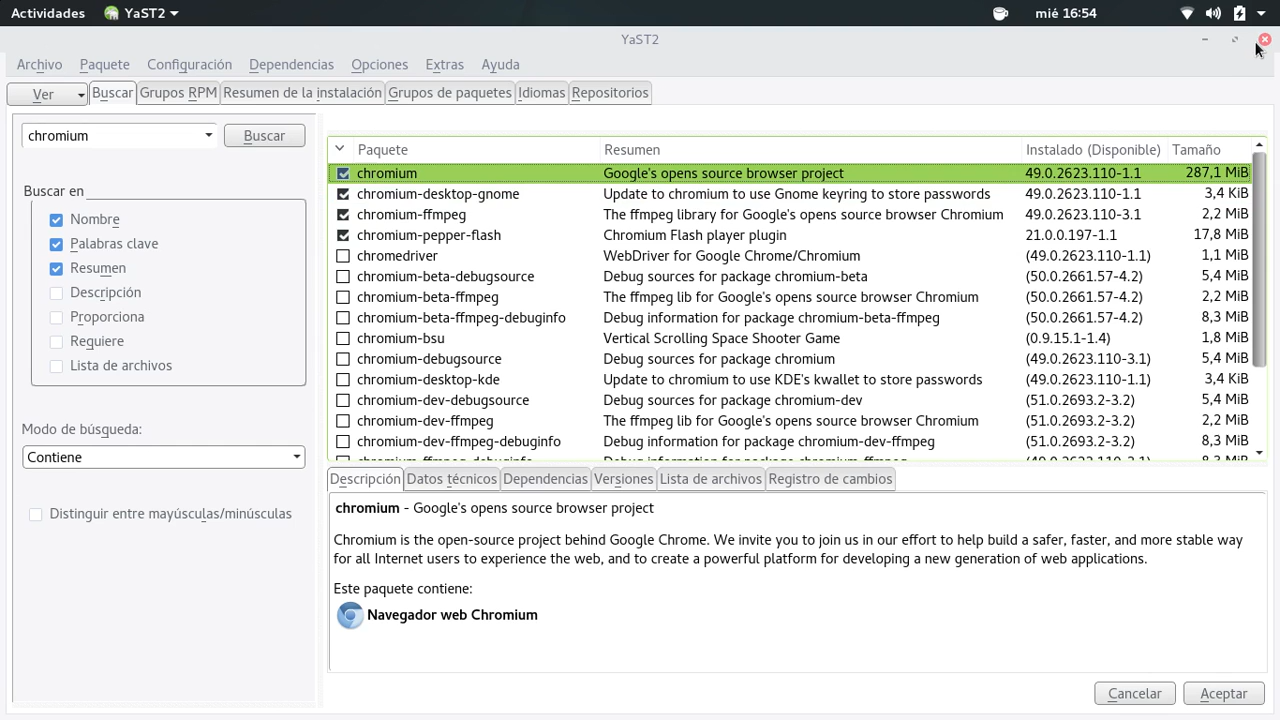 Actividades YaST2 mié 16:54
YaST2
Archivo Paquete Configuración Dependencias Opciones Extras Ayuda
Ver Buscar Grupos RPM Resumen de la instalación Grupos de paquetes Idiomas Repositorios
chromium Buscar
Buscar en
Nombre
Palabras clave
Resumen
Descripción
Proporciona
Requiere
Lista de archivos
Modo de búsqueda:
Contiene
Distinguir entre mayúsculas/minúsculas
Paquete Resumen Instalado (Disponible) Tamaño
chromium Google's opens source browser project 49.0.2623.110-1.1 287,1 MiB
chromium-desktop-gnome Update to chromium to use Gnome keyring to store passwords 49.0.2623.110-1.1 3,4 KiB
chromium-ffmpeg The ffmpeg library for Google's opens source browser Chromium 49.0.2623.110-3.1 2,2 MiB
chromium-pepper-flash Chromium Flash player plugin 21.0.0.197-1.1 17,8 MiB
chromedriver WebDriver for Google Chrome/Chromium (49.0.2623.110-1.1) 1,1 MiB
chromium-beta-debugsource Debug sources for package chromium-beta (50.0.2661.57-4.2) 5,4 MiB
chromium-beta-ffmpeg The ffmpeg lib for Google's opens source browser Chromium (50.0.2661.57-4.2) 2,2 MiB
chromium-beta-ffmpeg-debuginfo Debug information for package chromium-beta-ffmpeg (50.0.2661.57-4.2) 8,3 MiB
chromium-bsu Vertical Scrolling Space Shooter Game (0.9.15.1-1.4) 1,8 MiB
chromium-debugsource Debug sources for package chromium (49.0.2623.110-3.1) 5,4 MiB
chromium-desktop-kde Update to chromium to use KDE's kwallet to store passwords (49.0.2623.110-1.1) 3,4 KiB
chromium-dev-debugsource Debug sources for package chromium-dev (51.0.2693.2-3.2) 5,4 MiB
chromium-dev-ffmpeg The ffmpeg lib for Google's opens source browser Chromium (51.0.2693.2-3.2) 2,2 MiB
chromium-dev-ffmpeg-debuginfo Debug information for package chromium-dev-ffmpeg (51.0.2693.2-3.2) 8,3 MiB
chromium-ffmpeg-debuginfo Debug information for package chromium-ffmpeg (49.0.2623.110-3.1) 8,3 MiB
Descripción Datos técnicos Dependencias Versiones Lista de archivos Registro de cambios
chromium - Google's opens source browser project
Chromium is the open-source project behind Google Chrome. We invite you to join us in our effort to help build a safer, faster, and more stable way
for all Internet users to experience the web, and to create a powerful platform for developing a new generation of web applications.
Este paquete contiene:
Navegador web Chromium
Cancelar Aceptar